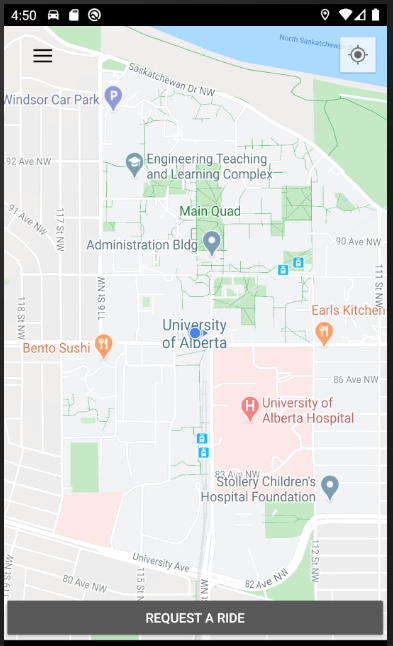 4:50
North Saskatchewan
Saskatchewan Dr NW
Windsor Car Park
P
92 Ave NW
Engineering Teaching
and Learning Complex
91 Ave NW
117 St NW
Main Quad
Administration Bldg
90 Ave NW
116 St NW
111 St NW
118 St NW
Earls Kitchen
University
of Alberta
Bento Sushi
86 Ave NW
H
University of
Alberta Hospital
83 Ave NW
Stollery Children's
Hospital Foundation
University Ave
115 St
112 St NW
82 Ave NW
80 Ave NW
REQUEST A RIDE